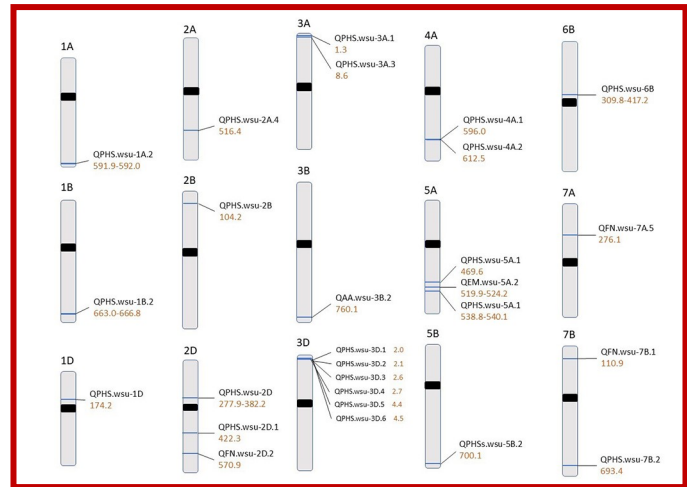 1A
QPHS.wsu-1A.2
591.9-592.0
2A
QPHS.wsu-2A.4
516.4
3A
QPHS.wsu-3A.1
1.3
QPHS.wsu-3A.3
8.6
4A
QPHS.wsu-4A.1
596.0
QPHS.wsu-4A.2
612.5
6B
QPHS.wsu-6B
309.8-417.2
1B
QPHS.wsu-1B.2
663.0-666.8
2B
QPHS.wsu-2B
104.2
3B
QAA.wsu-3B.2
760.1
5A
QPHS.wsu-5A.1
469.6
QEM.wsu-5A.2
519.9-524.2
QPHS.wsu-5A.1
538.8-540.1
7A
QFN.wsu-7A.5
276.1
1D
QPHS.wsu-1D
174.2
2D
QPHS.wsu-2D
277.9-382.2
QPHS.wsu-2D.1
422.3
QFN.wsu-2D.2
570.9
3D
QPHS.wsu-3D.1 2.0
QPHS.wsu-3D.2 2.1
QPHS.wsu-3D.3 2.6
QPHS.wsu-3D.4 2.7
QPHS.wsu-3D.5 4.4
QPHS.wsu-3D.6 4.5
5B
QPHSs.wsu-5B.2
700.1
7B
QFN.wsu-7B.1
110.9
QPHS.wsu-7B.2
693.4